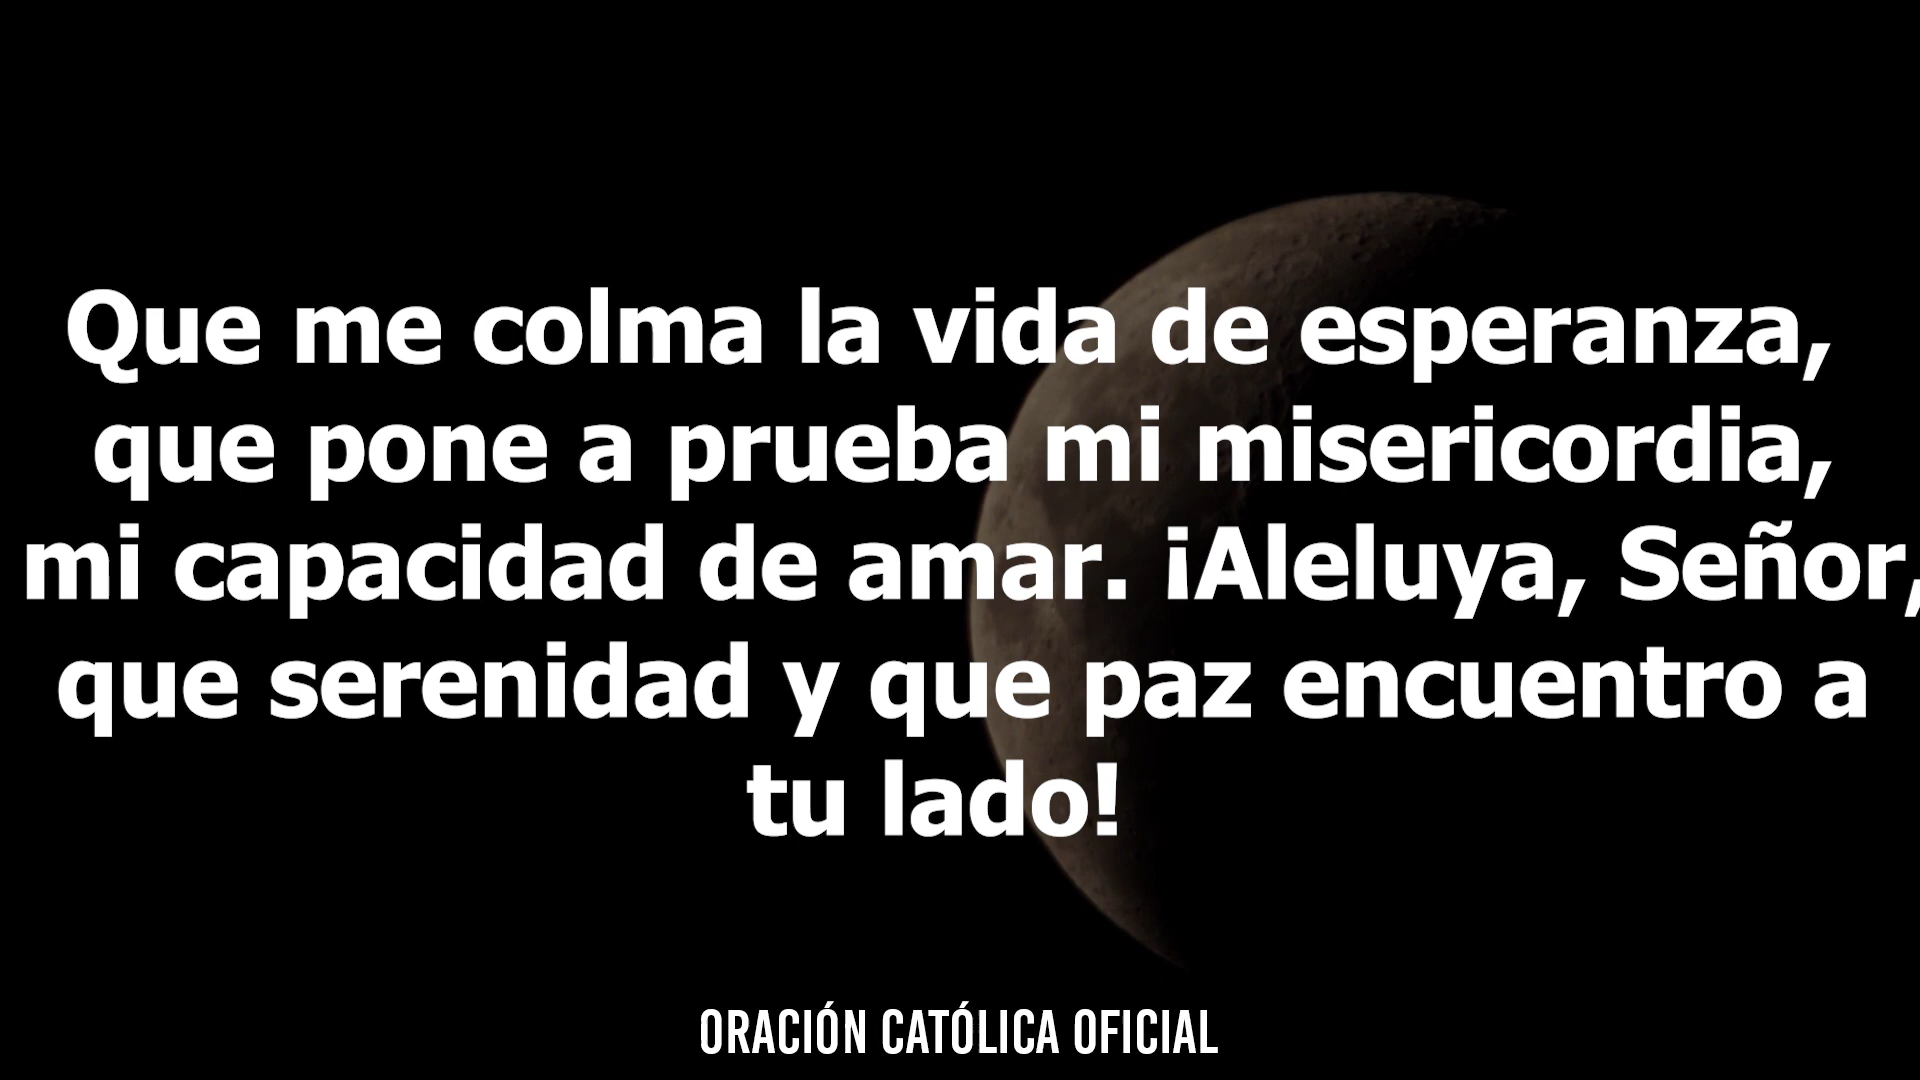 Que me colma la vida de esperanza,
que pone a prueba mi misericordia,
mi capacidad de amar. ¡Aleluya, Señor,
que serenidad y que paz encuentro a
tu lado!
ORACIÓN CATÓLICA OFICIAL